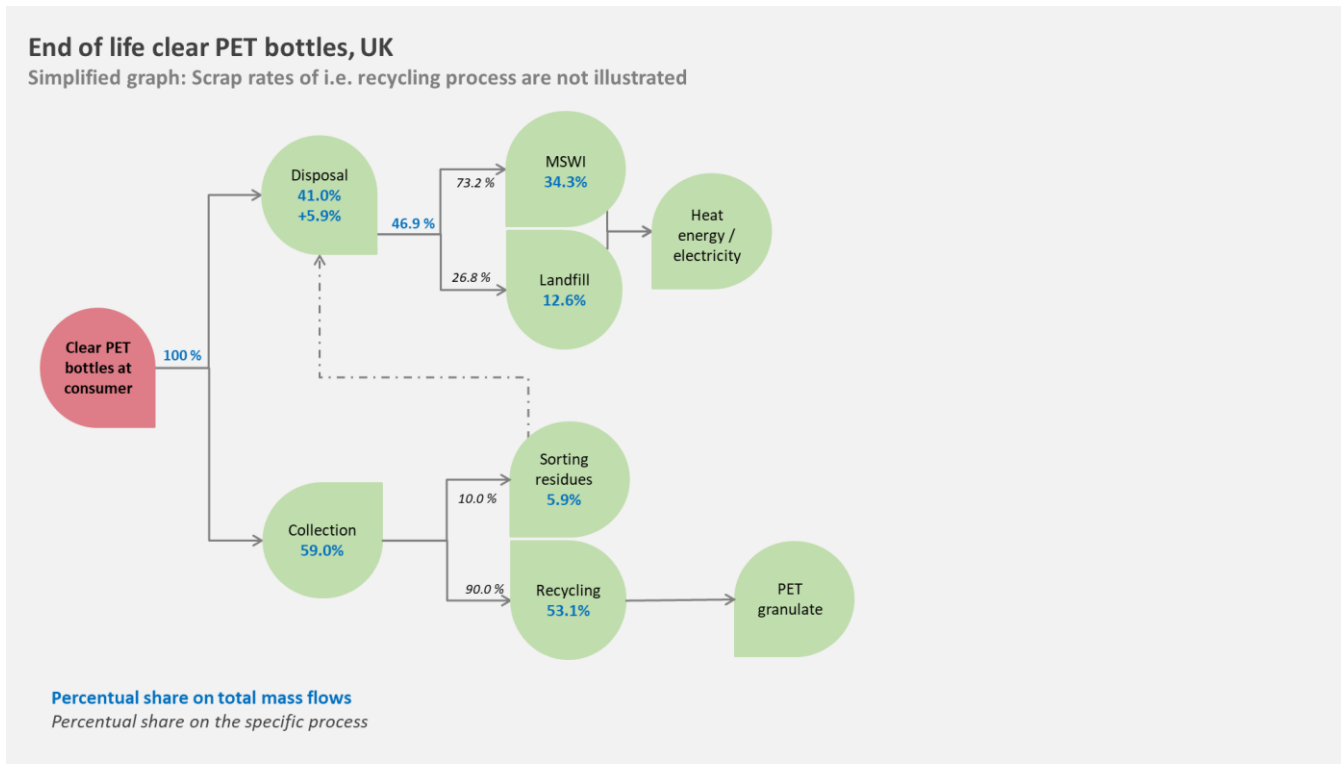 End of life clear PET bottles, UK
Simplified graph: Scrap rates of i.e. recycling process are not illustrated
Disposal
41.0%
+5.9%
46.9 %
73.2 %
26.8 %
MSWI
34.3%
Landfill
12.6%
Heat
energy /
electricity
Clear PET
bottles at
consumer
100 %
Collection
59.0%
10.0 %
90.0 %
Sorting
residues
5.9%
Recycling
53.1%
PET
granulate
Percentual share on total mass flows
Percentual share on the specific process